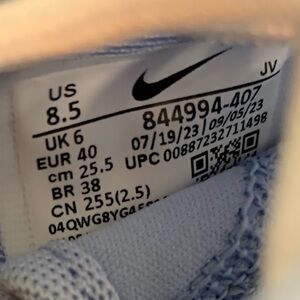 US
8.5
JV
844994-407
UK 6
07/19/23 | 09/05/23
EUR 40
UPC 00887232711498
cm 25.5
BR 38
CN 255(2.5)